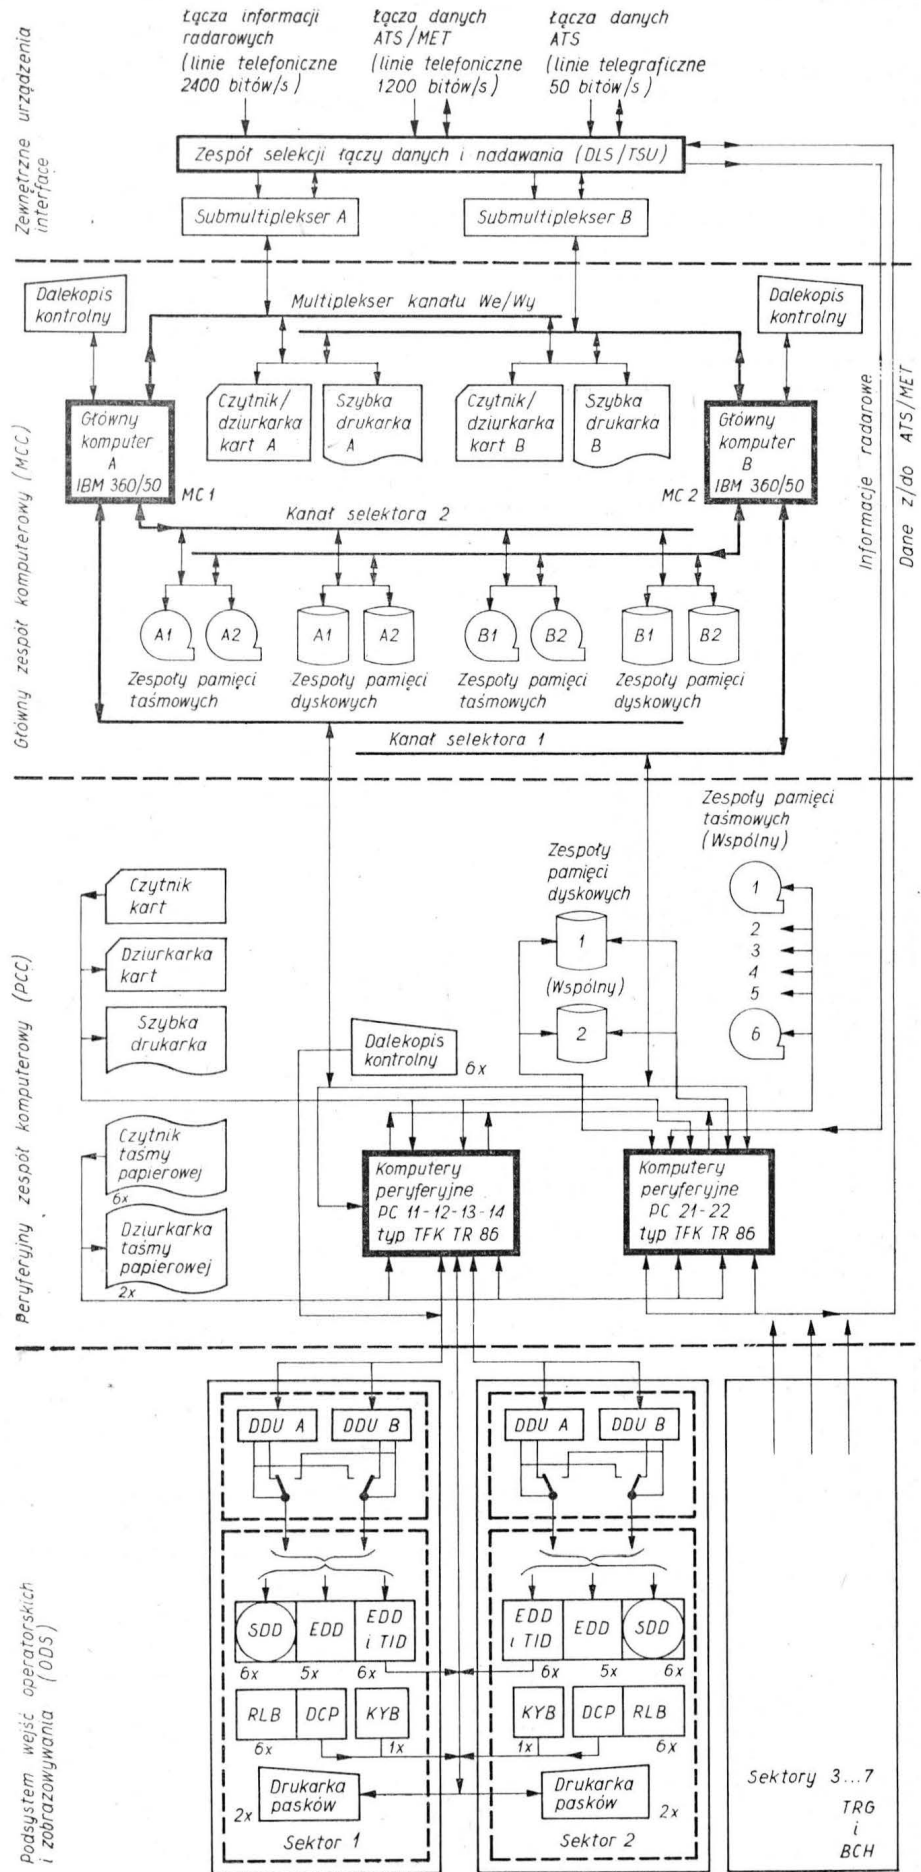 Łącza informacji
radarowych
(linie telefoniczne
2400 bitów/s)
Łącza danych
ATS/MET
(linie telefoniczne
1200 bitów/s)
Łącza danych
ATS
(linie telegraficzne
50 bitów/s)
Zewnętrzne urządzenia
interface
Zespół selekcji łączy danych i nadawania (DLS/TSU)
Submultiplekser A
Submultiplekser B
Główny zespół komputerowy (MCC)
Dalekopis
kontrolny
Multiplekser kanału We/Wy
Dalekopis
kontrolny
Główny
komputer
A
IBM 360/50
MC 1
Czytnik/
dziurkarka
kart A
Szybka
drukarka
A
Czytnik/
dziurkarka
kart B
Szybka
drukarka
B
MC 2
Główny
komputer
B
IBM 360/50
Informacje radarowe
Dane z/do ATS/MET
Kanał selektora 2
A1
A2
A1
A2
B1
B2
B1
B2
Zespoły pamięci
taśmowych
Zespoły pamięci
dyskowych
Zespoły pamięci
taśmowych
Zespoły pamięci
dyskowych
Kanał selektora 1
Peryferyjny zespół komputerowy (PCC)
Zespoły pamięci
taśmowych
(Wspólny)
1
2
3
4
5
6
Zespoły
pamięci
dyskowych
1
(Wspólny)
2
Czytnik
kart
Dziurkarka
kart
Szybka
drukarka
Dalekopis
kontrolny
6x
Czytnik
taśmy
papierowej
6x
Dziurkarka
taśmy
papierowej
2x
Komputery
peryferyjne
PC 11-12-13-14
typ TFK TR 86
Komputery
peryferyjne
PC 21-22
typ TFK TR 86
Podsystem wejść operatorskich
i zobrazowywania (ODS)
DDU A
DDU B
DDU A
DDU B
SDD
EDD
EDD
i TID
6x
5x
6x
EDD
i TID
EDD
SDD
6x
5x
6x
RLB
DCP
KYB
6x
1x
KYB
DCP
RLB
1x
6x
Drukarka
pasków
2x
Sektor 1
Drukarka
pasków
2x
Sektor 2
Sektory 3...7
TRG
i
BCH